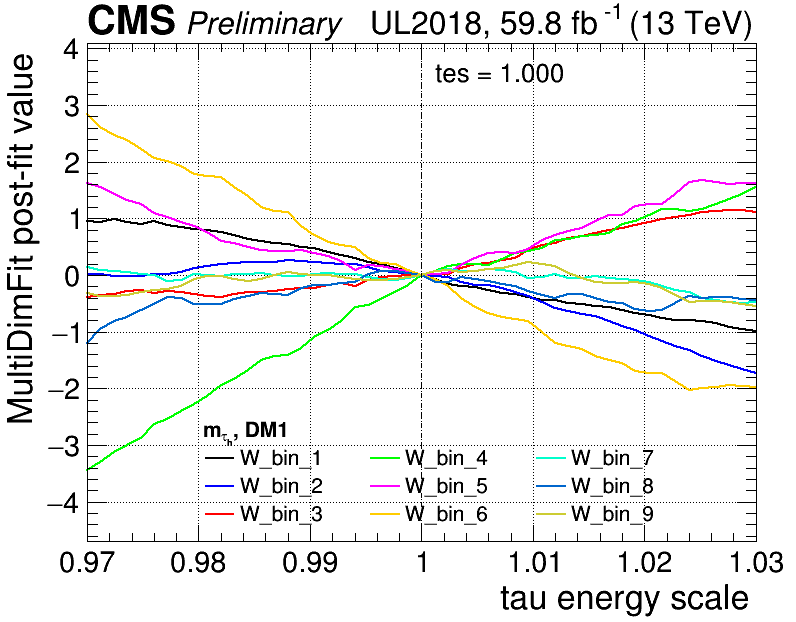 CMS Preliminary UL2018, 59.8 fb⁻¹ (13 TeV)
MultiDimFit post-fit value
tes = 1.000
4
3
2
1
0
−1
−2
−3
−4
m_τh, DM1
W_bin_1 W_bin_4 W_bin_7
W_bin_2 W_bin_5 W_bin_8
W_bin_3 W_bin_6 W_bin_9
0.97 0.98 0.99 1 1.01 1.02 1.03
tau energy scale